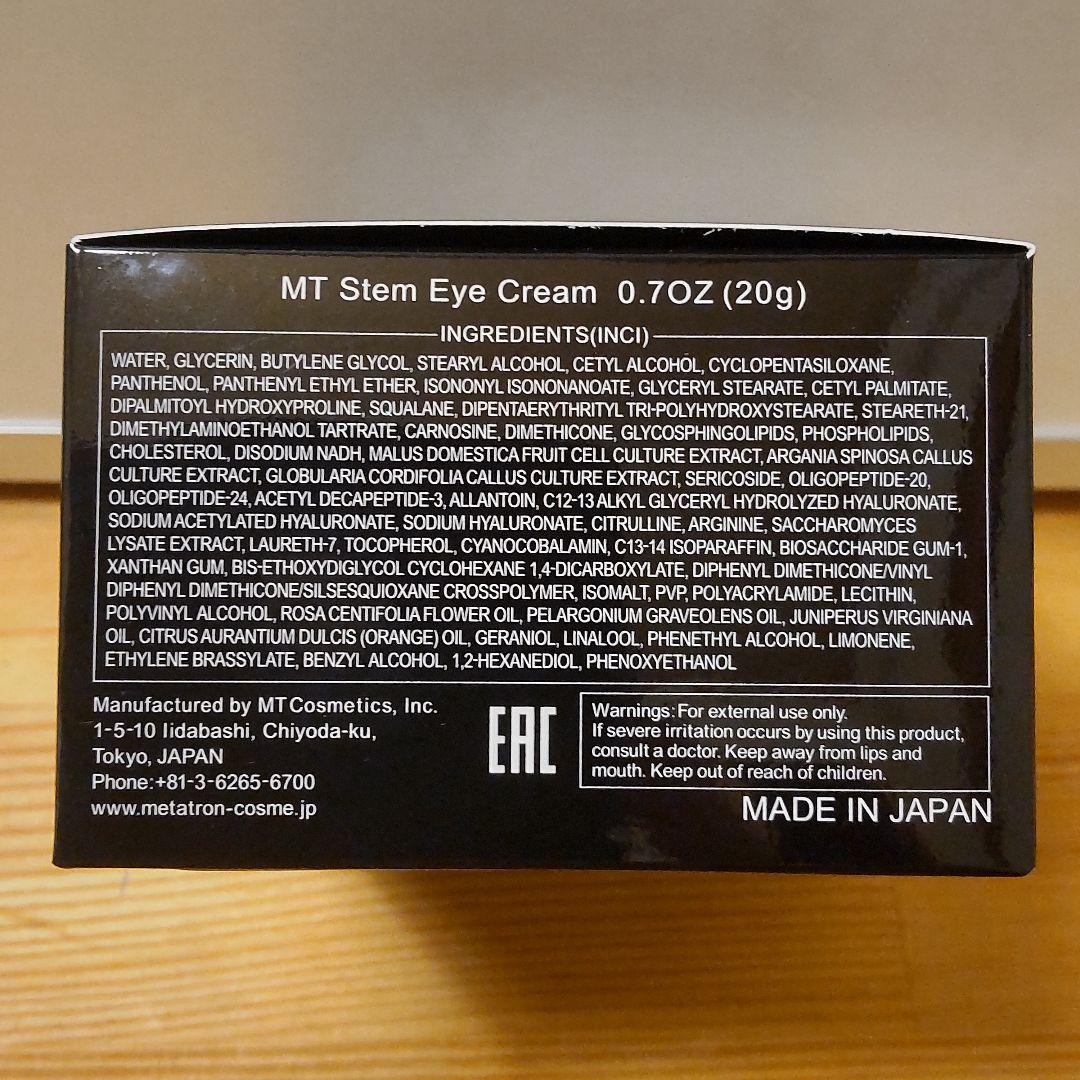 MT Stem Eye Cream 0.7OZ (20g)
INGREDIENTS(INCI)
WATER, GLYCERIN, BUTYLENE GLYCOL, STEARYL ALCOHOL, CETYL ALCOHOL, CYCLOPENTASILOXANE,
PANTHENOL, PANTHENYL ETHYL ETHER, ISONONYL ISONONANOATE, GLYCERYL STEARATE, CETYL PALMITATE,
DIPALMITOYL HYDROXYPROLINE, SQUALANE, DIPENTAERYTHRITYL TRI-POLYHYDROXYSTEARATE, STEARETH-21,
DIMETHYLAMINOETHANOL TARTRATE, CARNOSINE, DIMETHICONE, GLYCOSPHINGOLIPIDS, PHOSPHOLIPIDS,
CHOLESTEROL, DISODIUM NADH, MALUS DOMESTICA FRUIT CELL CULTURE EXTRACT, ARGANIA SPINOSA CALLUS
CULTURE EXTRACT, GLOBULARIA CORDIFOLIA CALLUS CULTURE EXTRACT, SERICOSIDE, OLIGOPEPTIDE-20,
OLIGOPEPTIDE-24, ACETYL DECAPEPTIDE-3, ALLANTOIN, C12-13 ALKYL GLYCERYL HYDROLYZED HYALURONATE,
SODIUM ACETYLATED HYALURONATE, SODIUM HYALURONATE, CITRULLINE, ARGININE, SACCHAROMYCES
LYSATE EXTRACT, LAURETH-7, TOCOPHEROL, CYANOCOBALAMIN, C13-14 ISOPARAFFIN, BIOSACCHARIDE GUM-1,
XANTHAN GUM, BIS-ETHOXYDIGLYCOL CYCLOHEXANE 1,4-DICARBOXYLATE, DIPHENYL DIMETHICONE/VINYL
DIPHENYL DIMETHICONE/SILSESQUIOXANE CROSSPOLYMER, ISOMALT, PVP, POLYACRYLAMIDE, LECITHIN,
POLYVINYL ALCOHOL, ROSA CENTIFOLIA FLOWER OIL, PELARGONIUM GRAVEOLENS OIL, JUNIPERUS VIRGINIANA
OIL, CITRUS AURANTIUM DULCIS (ORANGE) OIL, GERANIOL, LINALOOL, PHENETHYL ALCOHOL, LIMONENE,
ETHYLENE BRASSYLATE, BENZYL ALCOHOL, 1,2-HEXANEDIOL, PHENOXYETHANOL
Manufactured by MT Cosmetics, Inc.
1-5-10 Iidabashi, Chiyoda-ku,
Tokyo, JAPAN
Phone:+81-3-6265-6700
www.metatron-cosme.jp
EAC
Warnings: For external use only.
If severe irritation occurs by using this product,
consult a doctor. Keep away from lips and
mouth. Keep out of reach of children.
MADE IN JAPAN